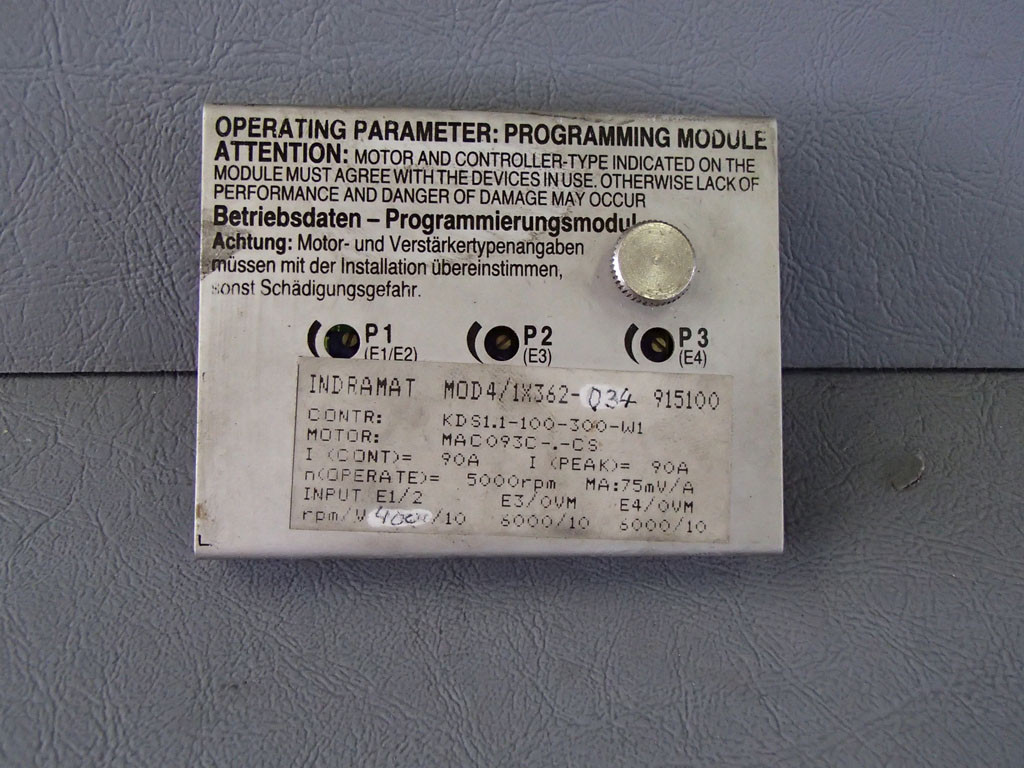 OPERATING PARAMETER: PROGRAMMING MODULE
ATTENTION: MOTOR AND CONTROLLER-TYPE INDICATED ON THE
MODULE MUST AGREE WITH THE DEVICES IN USE. OTHERWISE LACK OF
PERFORMANCE AND DANGER OF DAMAGE MAY OCCUR
Betriebsdaten – Programmierungsmodul
Achtung: Motor- und Verstärkertypenangaben
müssen mit der Installation übereinstimmen,
sonst Schädigungsgefahr.
P1 P2 P3
(E1/E2) (E3) (E4)
INDRAMAT MOD4/1X362-034 915100
CONTR: KDS1.1-100-300-W1
MOTOR: MAC093C-.-CS
I (CONT)= 90A I (PEAK)= 90A
n(OPERATE)= 5000rpm MA:75mV/A
INPUT E1/2 E3/0VM E4/0VM
rpm/V 4000/10 6000/10 6000/10